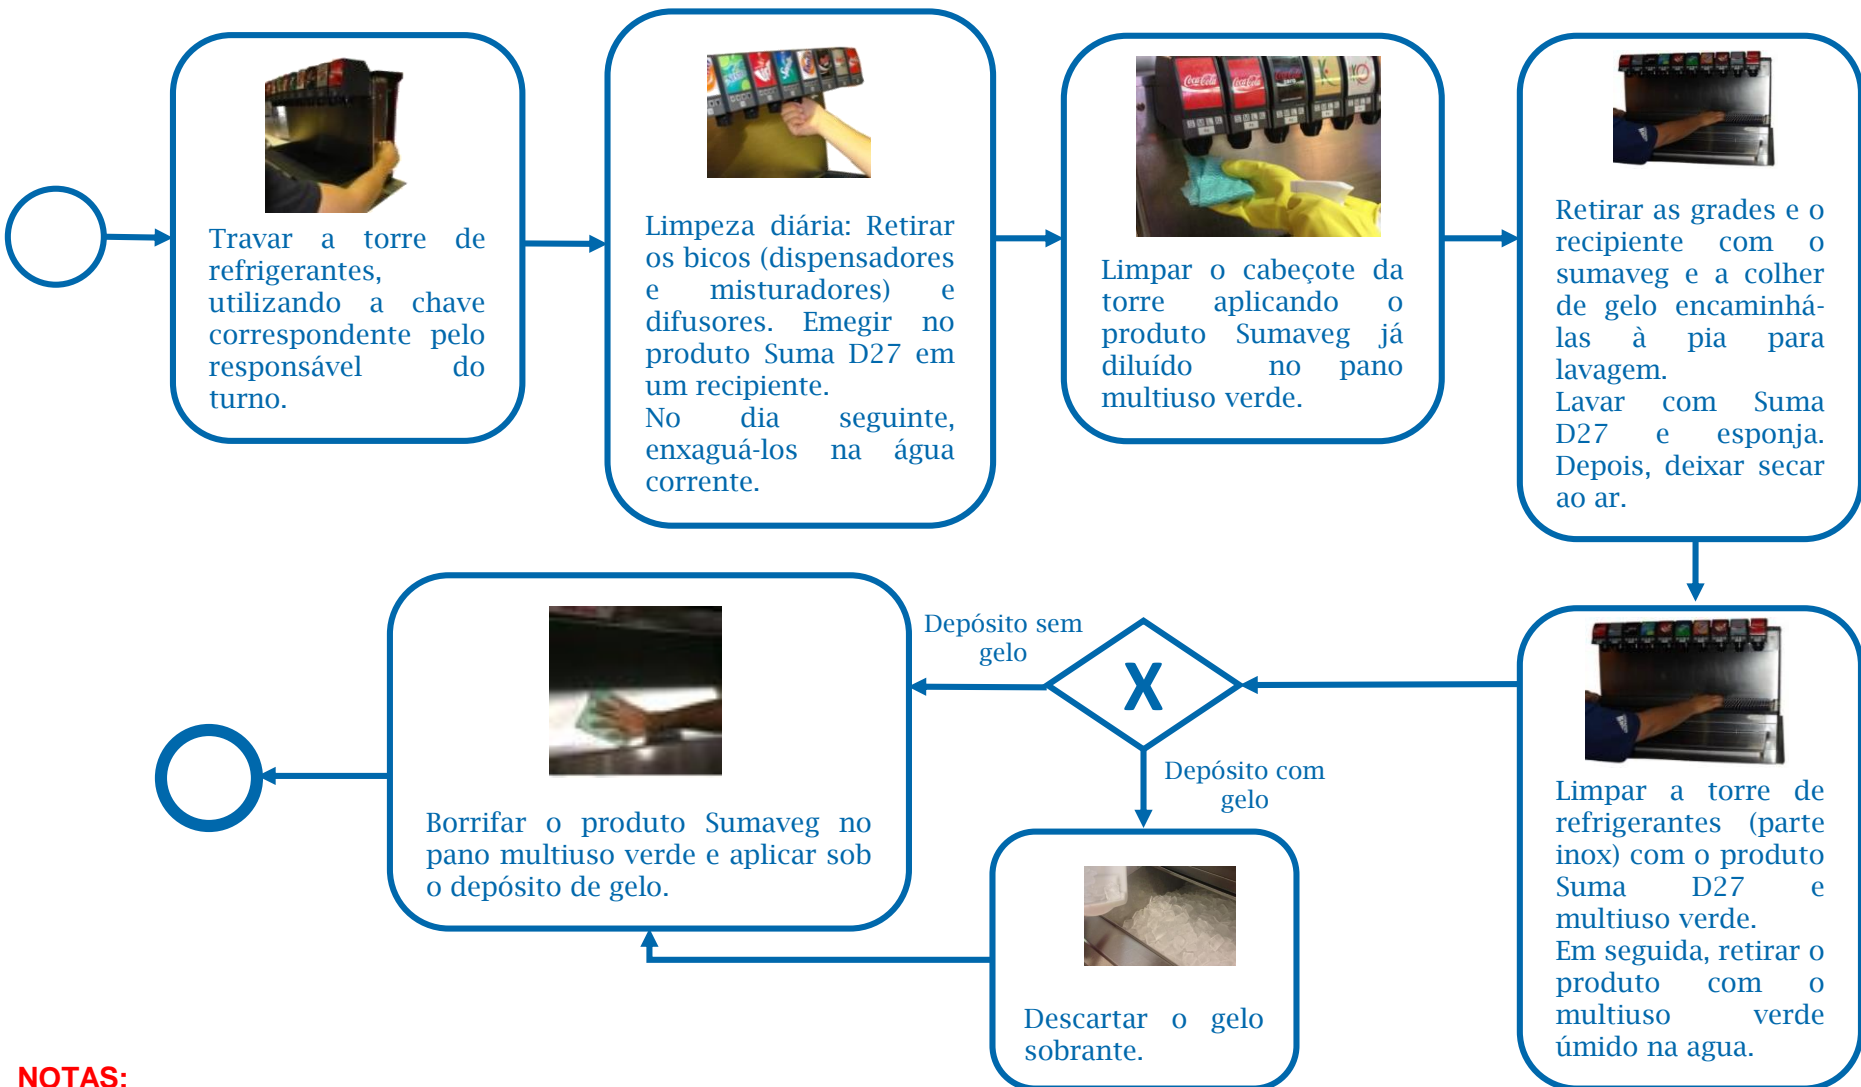 Travar a torre de
refrigerantes,
utilizando a chave
correspondente pelo
responsável do
turno.
Limpeza diária: Retirar
os bicos (dispensadores
e misturadores) e
difusores. Emegir no
produto Suma D27 em
um recipiente.
No dia seguinte,
enxaguá-los na água
corrente.
Coca-Cola
Coca-Cola
Limpar o cabeçote da
torre aplicando o
produto Sumaveg já
diluído no pano
multiuso verde.
Retirar as grades e o
recipiente com o
sumaveg e a colher
de gelo encaminhá-
las à pia para
lavagem.
Lavar com Suma
D27 e esponja.
Depois, deixar secar
ao ar.
Limpar a torre de
refrigerantes (parte
inox) com o produto
Suma D27 e
multiuso verde.
Em seguida, retirar o
produto com o
multiuso verde
úmido na agua.
X
Depósito sem
gelo
Depósito com
gelo
Descartar o gelo
sobrante.
Borrifar o produto Sumaveg no
pano multiuso verde e aplicar sob
o depósito de gelo.
NOTAS: